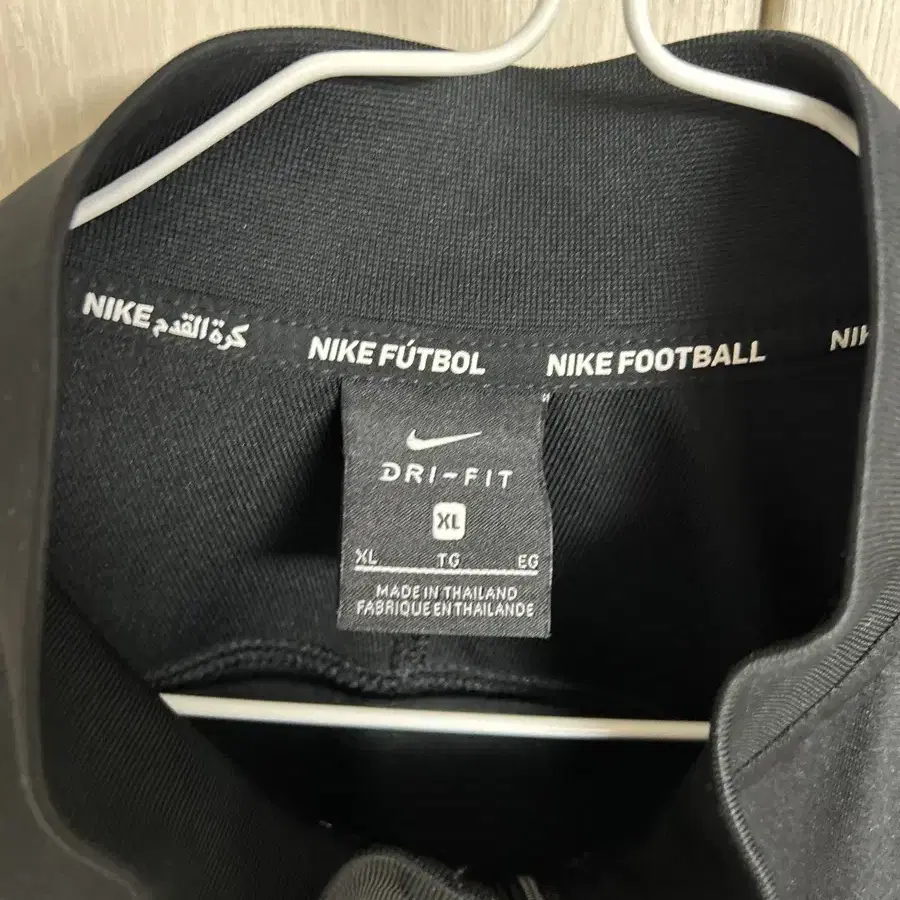 NIKE كرة القدم
NIKE FÚTBOL
NIKE FOOTBALL
DRI-FIT
XL
XL TG EG
MADE IN THAILAND
FABRIQUE EN THAILANDE